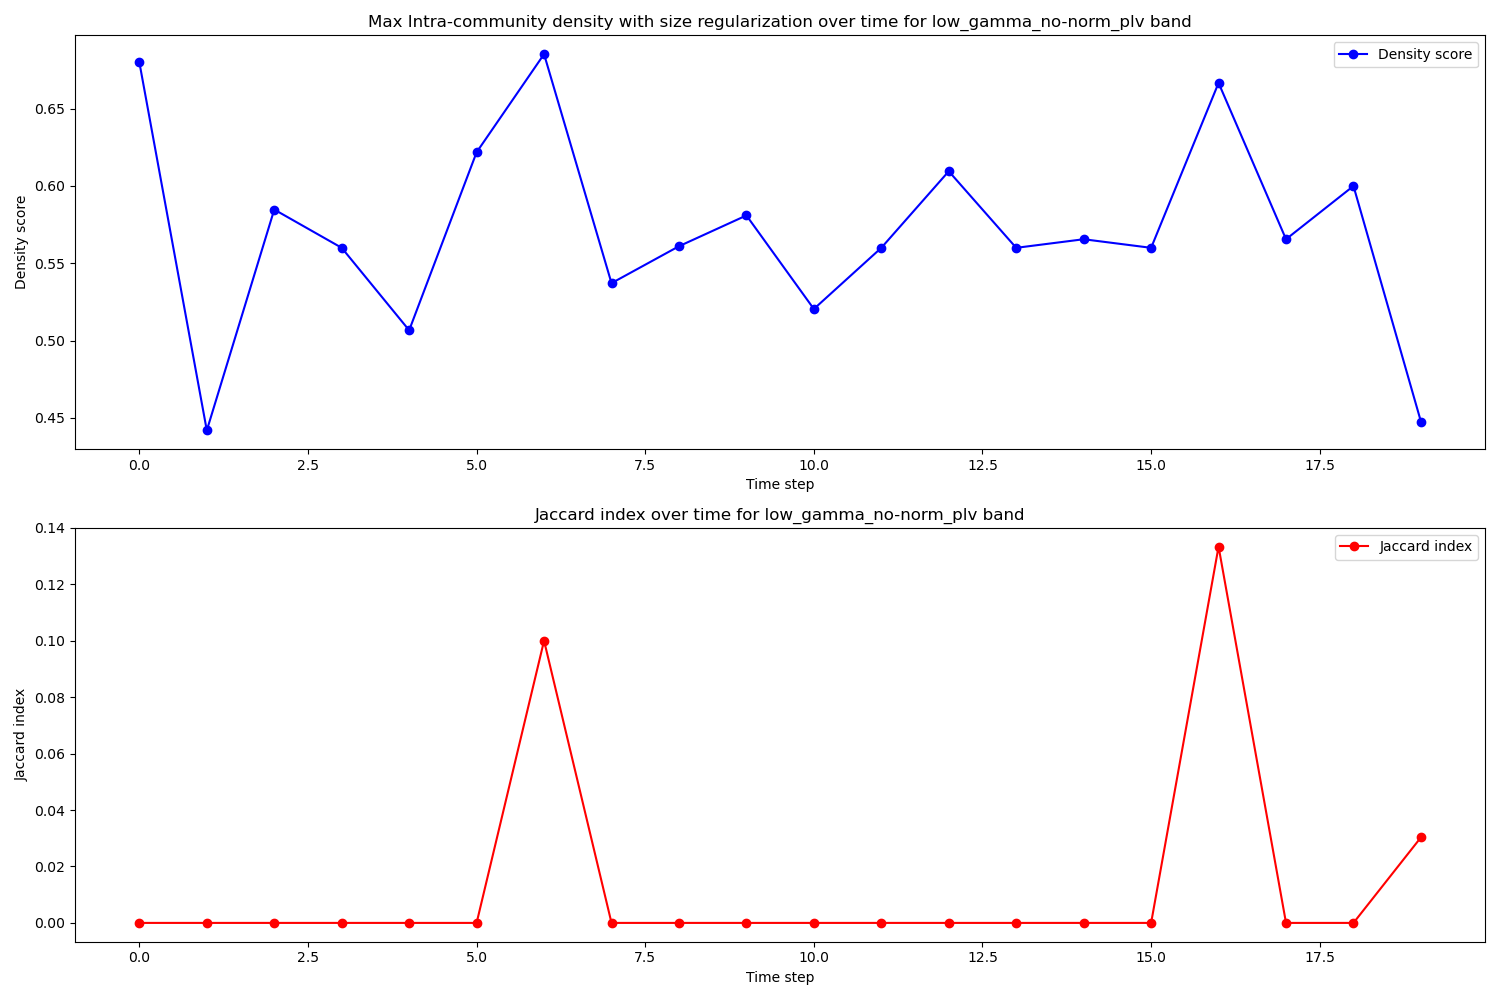 Max Intra-community density with size regularization over time for low_gamma_no-norm_plv band
Density score
0.65
0.60
0.55
0.50
0.45
Density score
0.0 2.5 5.0 7.5 10.0 12.5 15.0 17.5
Time step
Jaccard index over time for low_gamma_no-norm_plv band
Jaccard index
0.14
0.12
0.10
0.08
0.06
0.04
0.02
0.00
Jaccard index
0.0 2.5 5.0 7.5 10.0 12.5 15.0 17.5
Time step